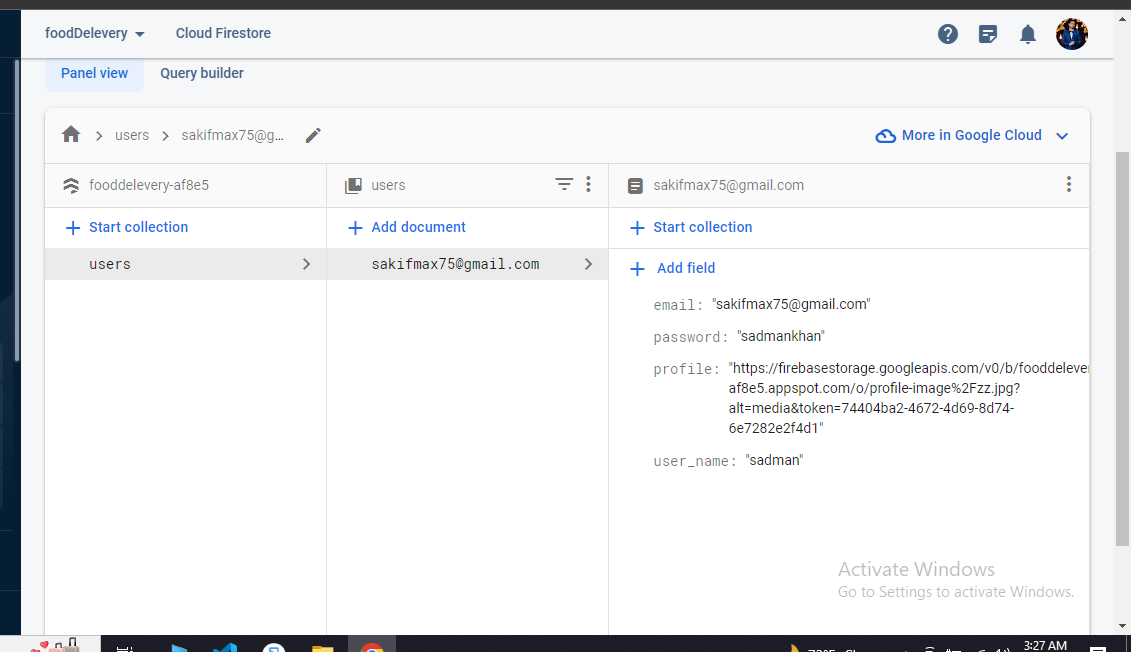 foodDelevery Cloud Firestore
Panel view Query builder
users sakifmax75@g... More in Google Cloud
fooddelevery-af8e5 users sakifmax75@gmail.com
Start collection Add document Start collection
users sakifmax75@gmail.com Add field
email: "sakifmax75@gmail.com"
password: "sadmankhan"
profile: "https://firebasestorage.googleapis.com/v0/b/fooddelever
af8e5.appspot.com/o/profile-image%2Fzz.jpg?
alt=media&token=74404ba2-4672-4d69-8d74-
6e7282e2f4d1"
user_name: "sadman"
Activate Windows
Go to Settings to activate Windows.
3:27 AM